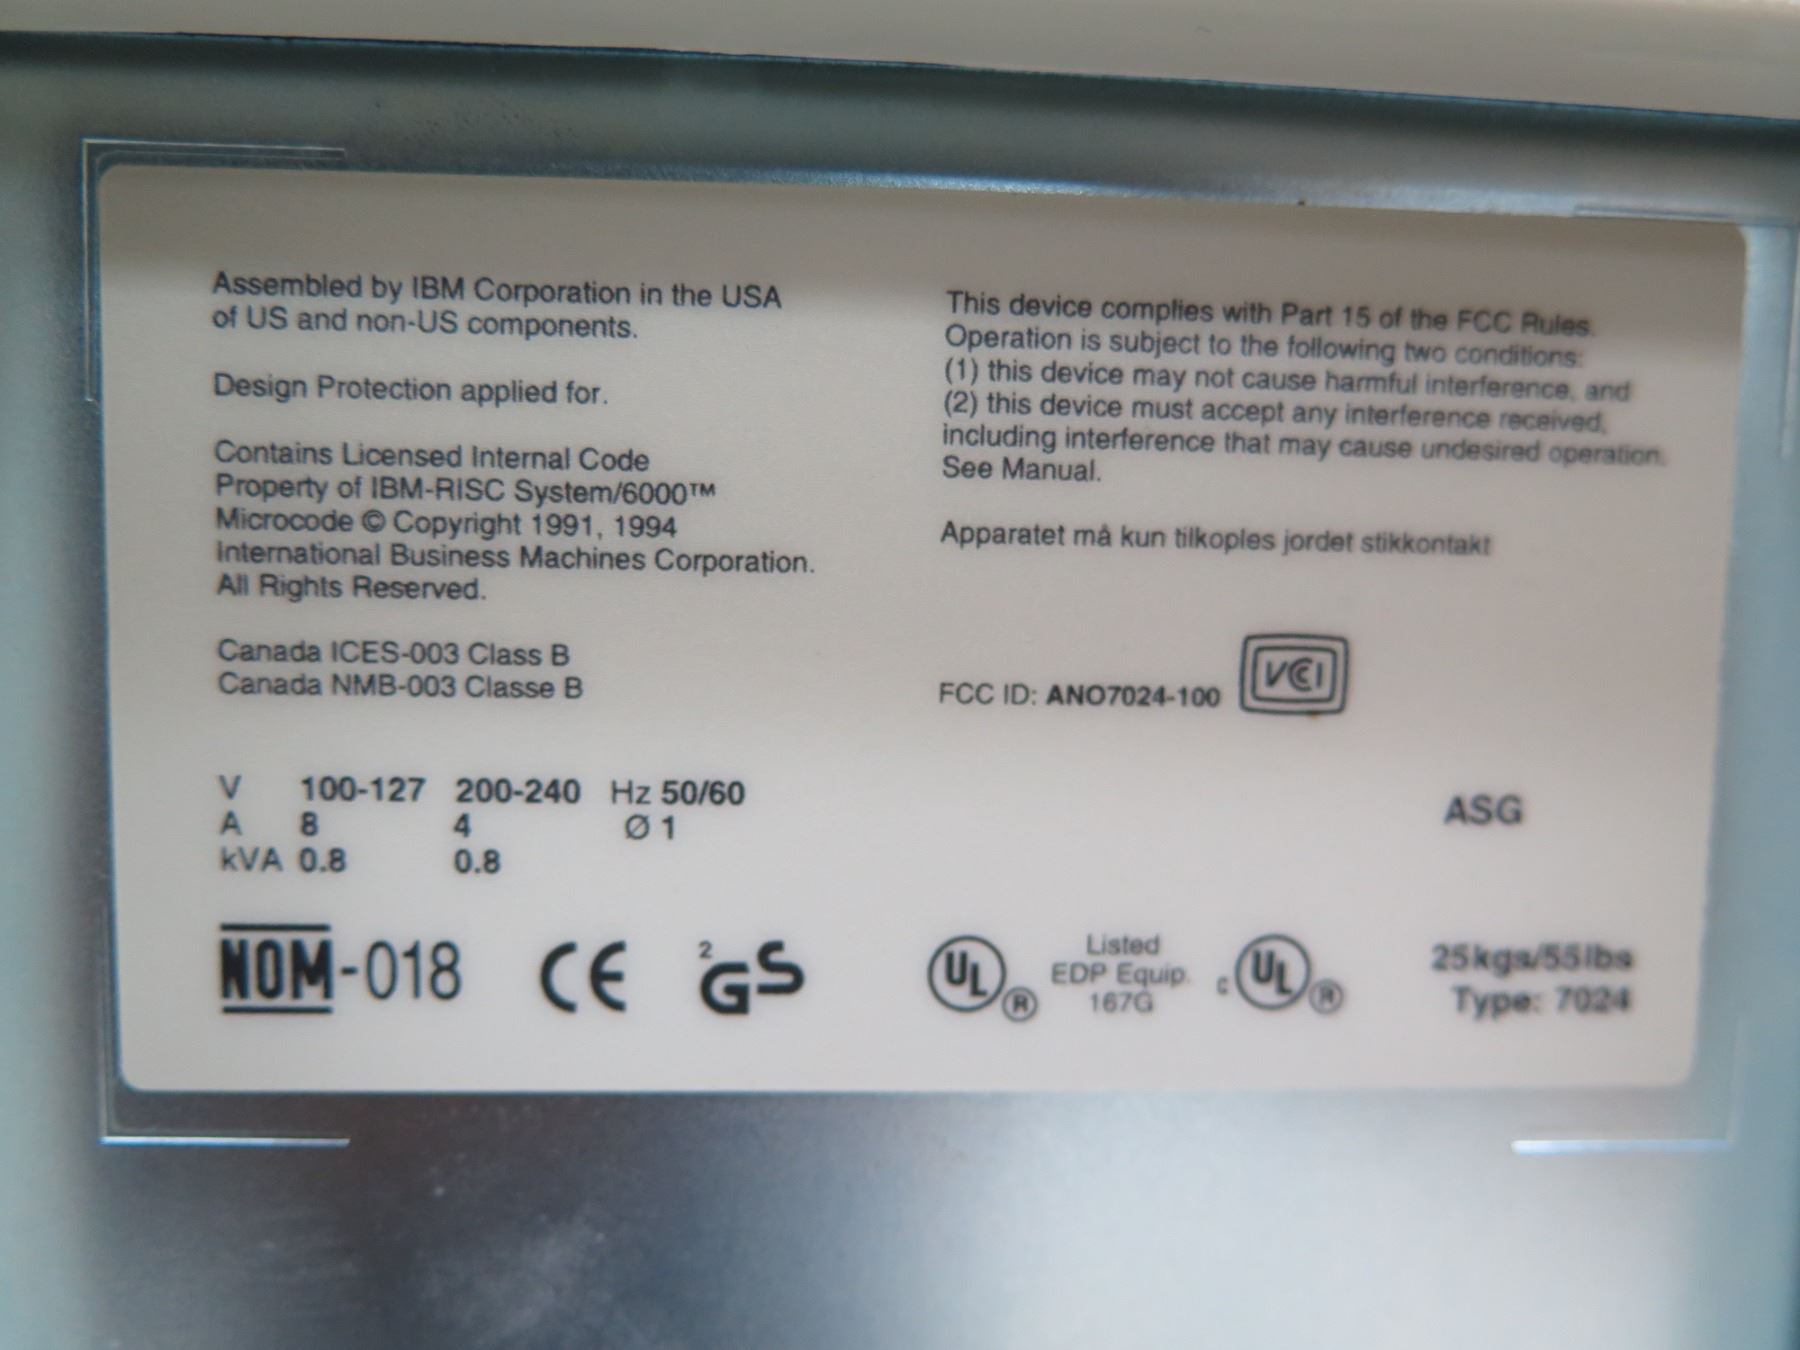 Assembled by IBM Corporation in the USA
of US and non-US components.
Design Protection applied for.
Contains Licensed Internal Code
Property of IBM-RISC System/6000™
Microcode © Copyright 1991, 1994
International Business Machines Corporation.
All Rights Reserved.
Canada ICES-003 Class B
Canada NMB-003 Classe B
V 100-127 200-240 Hz 50/60
A 8 4 Ø 1
kVA 0.8 0.8
NOM-018 CE 2GS
This device complies with Part 15 of the FCC Rules.
Operation is subject to the following two conditions:
(1) this device may not cause harmful interference, and
(2) this device must accept any interference received,
including interference that may cause undesired operation.
See Manual.
Apparatet må kun tilkoples jordet stikkontakt
FCC ID: ANO7024-100 VCI
ASG
UL® Listed
EDP Equip.
167G
c UL®
25kgs/55lbs
Type: 7024